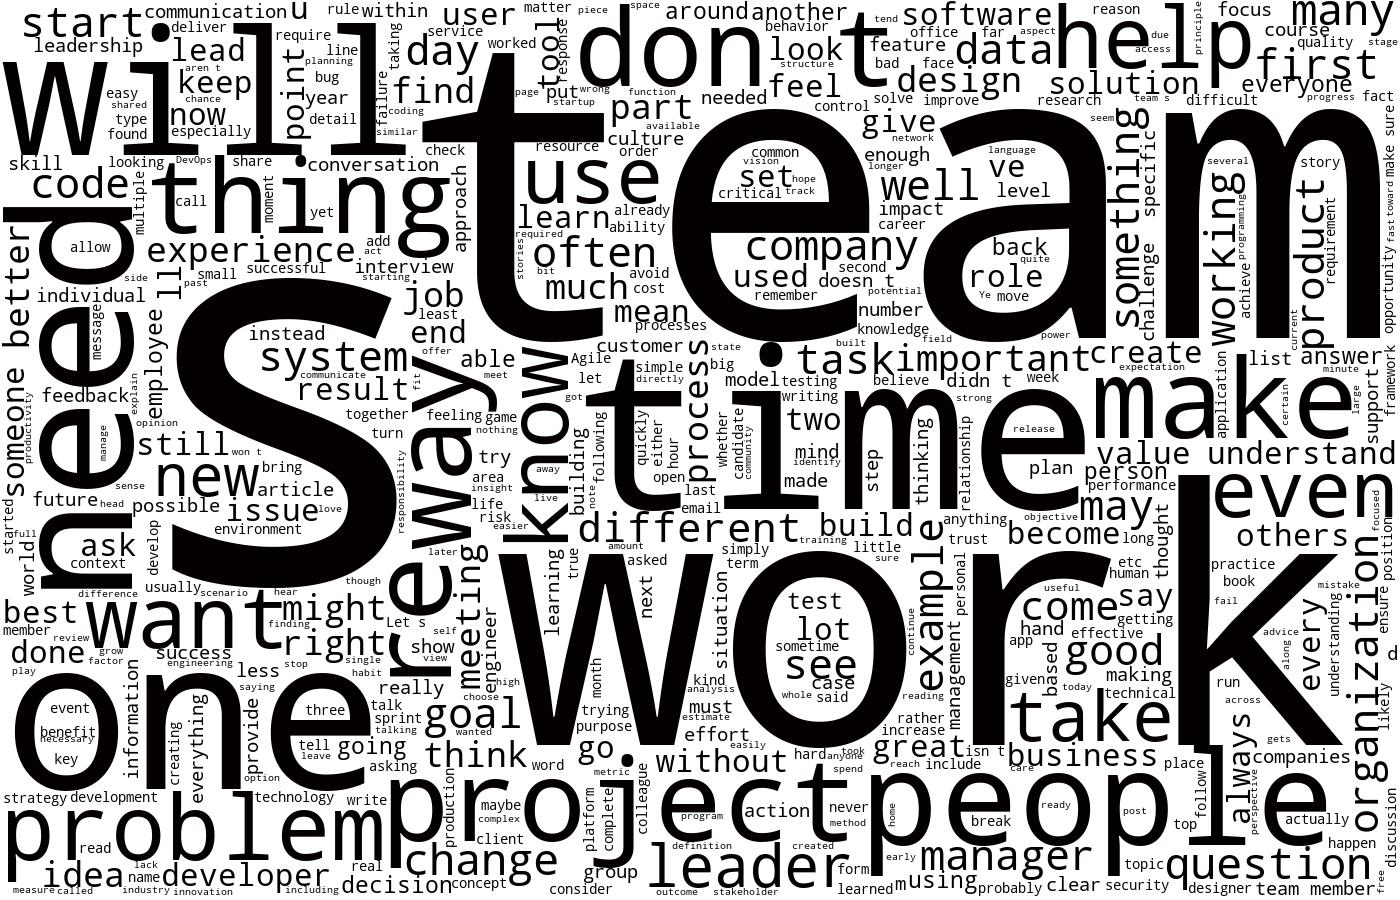 start
communication
u
rule
within
user
matter
piece
space
around
another
software
reason
focus
many
leadership
deliver
lead
require
line
planning
taking
service
worked
tool
response
don t
behavior
office
far
aspect
help
due
access
principle
course
quality
stage
will
aren t
keep
chance
easy
shared
type
found
now
especially
point
bug
year
detail
failure
coding
similar
day
find
page
put
wrong
startup
function
part
needed
look
structure
feel
control
feature
bad
face
data
design
solve
improve
solution
research
team s
difficult
first
everyone
progress
fact
make sure
skill
looking
DevOps
share
conversation
check
team
resource
order
culture
available
use
common
vision
set
hope
critical
track
give
network
enough
longer
language
ve
well
level
impact
career
seem
something
specific
several
working
programming
story
product
requirement
fast
toward
code
multiple
thing
call
moment
yet
approach
learn
already
ability
required
stories
often
bit
company
back
quite
role
Ye
move
challenge
achieve
current
opportunity
need
allow
better
side
experience
add
act
interview
starting
small
successful
past
ll
avoid
much
cost
mean
processes
used
second
doesn t
remember
potential
number
knowledge
built
field
power
individual
message
employee
job
least
end
offer
customer
state
task
important
create
expectation
list
answer
minute
s
instead
system
communicate
result
together
turn
way
fit
able
meet
know
Agile
let
simple
directly
big
process
model
testing
writing
believe
didn t
week
strong
make
application
certain
large
support
framework
someone
productivity
feedback
explain
opinion
manage
still
won t
feeling
game
nothing
got
time
two
mind
identify
made
whether
candidate
community
quickly
either
hour
open
last
email
following
note
building
step
thinking
relationship
release
plan
person
performance
value
understand
new
bring
article
sense
future
head
possible
issue
love
environment
responsibility
try
area
insight
life
risk
easier
away
live
different
training
build
little
sure
anything
objective
trust
become
may
long
thought
even
others
focused
position
started
full
world
ask
context
develop
difference
usually
scenario
though
hear
re
later
meeting
learning
true
amount
asked
next
simply
term
situation
work
test
lot
sometime
see
case
whole
said
example
continue
personal
management
useful
come
hand
app
effective
etc
human
say
getting
practice
book
fail
mistake
every
advice
along
understanding
ensure
organization
best
member
review
want
grow
factor
finding
might
right
Let s
self
show
view
engineer
high
choose
done
play
success
engineering
less
stop
single
habit
saying
really
talk
sprint
talking
goal
wanted
month
trying
purpose
kind
analysis
must
estimate
effort
easily
reading
rather
increase
given
based
today
good
making
technical
take
run
across
likely
d
one
event
benefit
necessary
key
information
creating
everything
provide
option
three
tell
leave
going
asking
think
word
go
metric
without
hard
anyone
took
spend
great
reach
isn t
include
business
care
place
always
perspective
gets
companies
strategy
development
technology
write
production
project
maybe
complex
client
platform
complete
colleague
program
action
never
method
people
home
break
ready
post
top
follow
actually
happen
discussion
problem
read
lack
idea
name
developer
real
decision
change
concept
group
consider
definition
leader
created
form
early
manager
topic
question
measure
called
industry
innovation
including
outcome
stakeholder
learned
m
using
probably
clear
security
designer
team member
free